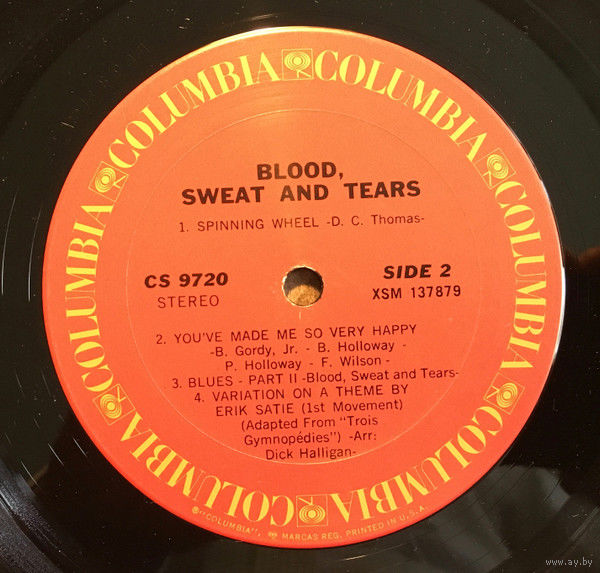 COLUMBIA COLUMBIA COLUMBIA COLUMBIA COLUMBIA COLUMBIA COLUMBIA COLUMBIA
BLOOD,
SWEAT AND TEARS
1. SPINNING WHEEL -D. C. Thomas-
CS 9720
STEREO
SIDE 2
XSM 137879
2. YOU'VE MADE ME SO VERY HAPPY
-B. Gordy, Jr. - B. Holloway -
P. Holloway - F. Wilson -
3. BLUES - PART II -Blood, Sweat and Tears-
4. VARIATION ON A THEME BY
ERIK SATIE (1st Movement)
(Adapted From "Trois
Gymnopédies") -Arr:
Dick Halligan-
®"COLUMBIA", MARCAS REG. PRINTED IN U.S.A.
www.ay.by